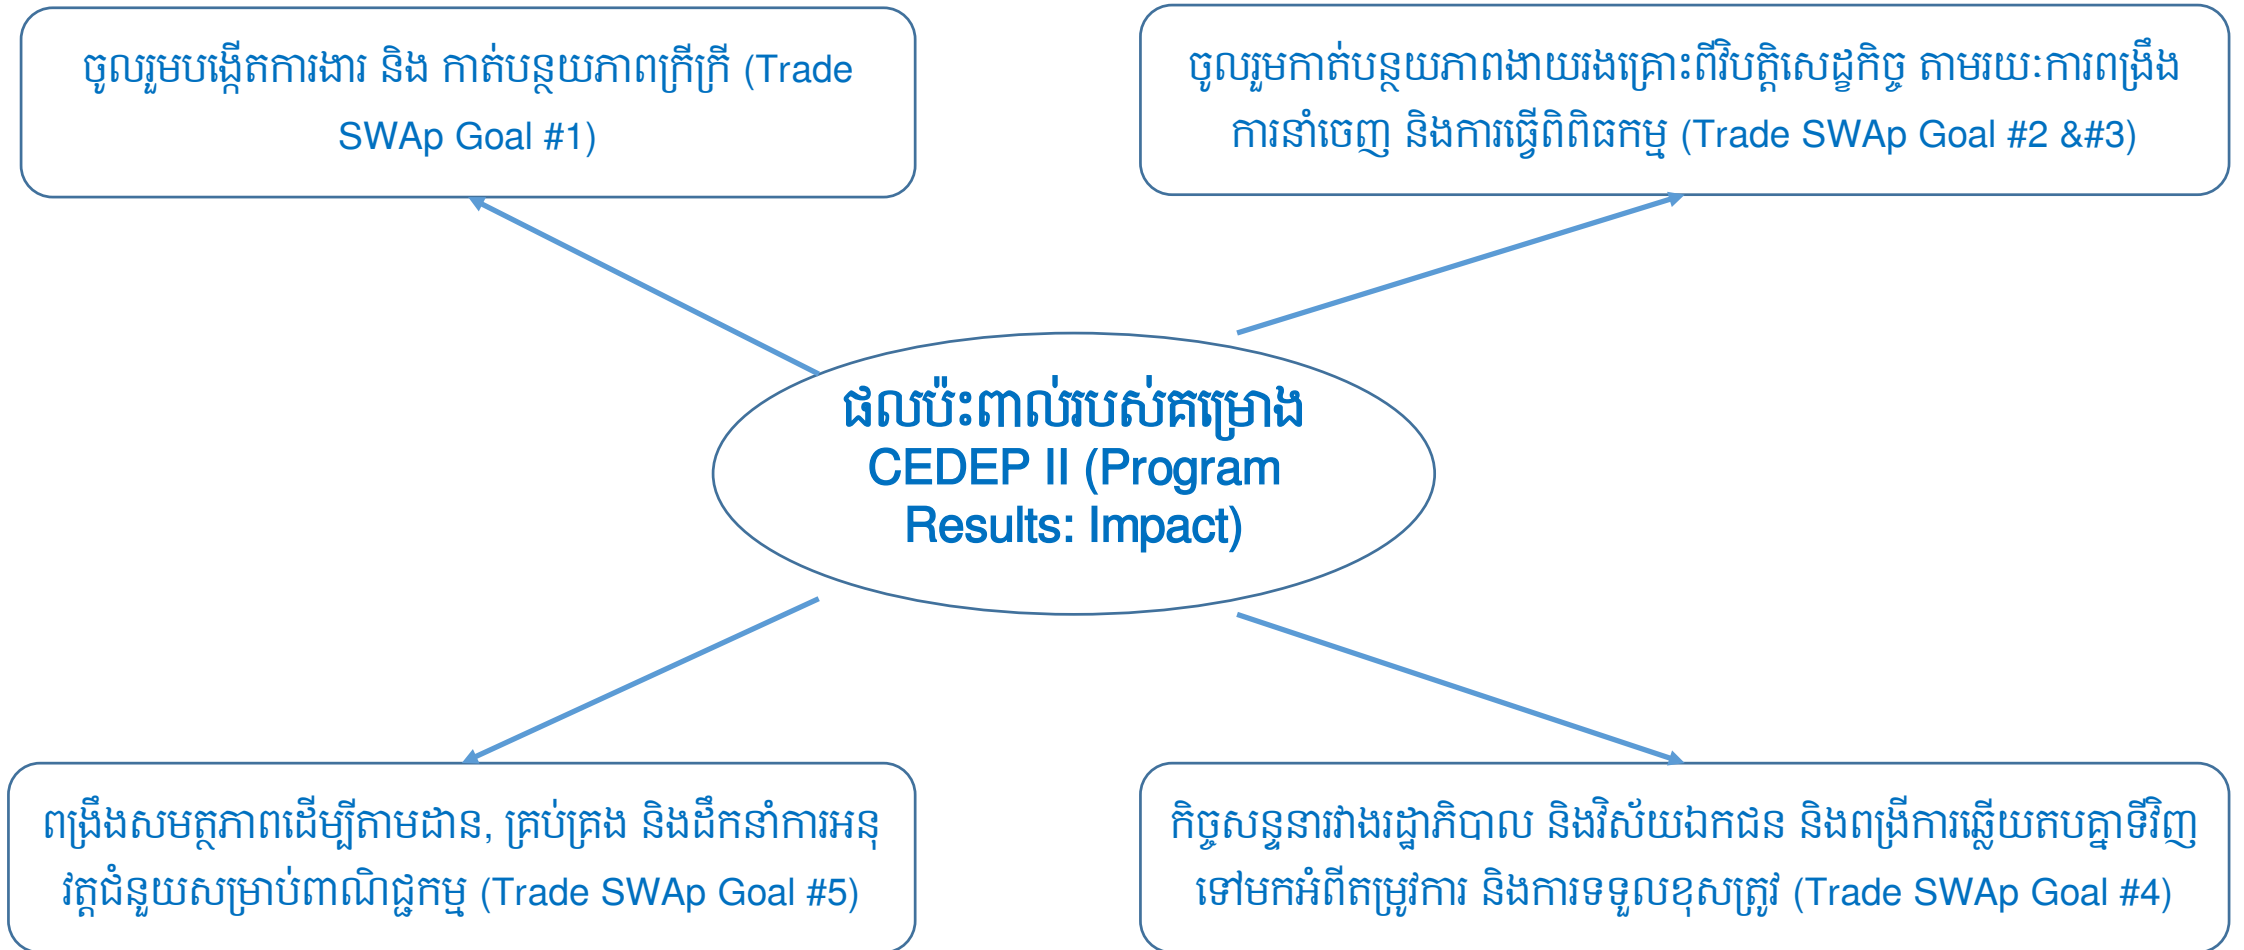 ចូលរួមបង្កើតការងារ និង កាត់បន្ថយភាពក្រីក្រី (Trade
SWAp Goal #1)
ចូលរួមកាត់បន្ថយភាពងាយរងគ្រោះពីវិបត្តិសេដ្ឋកិច្ច តាមរយៈការពង្រឹង
ការនាំចេញ និងការធ្វើពិពិធកម្ម (Trade SWAp Goal #2 &#3)
ផលប៉ះពាល់របស់គម្រោង
CEDEP II (Program
Results: Impact)
ពង្រឹងសមត្ថភាពដើម្បីតាមដាន, គ្រប់គ្រង និងដឹកនាំការអនុ
វត្តជំនួយសម្រាប់ពាណិជ្ជកម្ម (Trade SWAp Goal #5)
កិច្ចសន្ទនារវាងរដ្ឋាភិបាល និងវិស័យឯកជន និងពង្រីការឆ្លើយតបគ្នាទីវិញ
ទៅមកអំពីតម្រូវការ និងការទទួលខុសត្រូវ (Trade SWAp Goal #4)